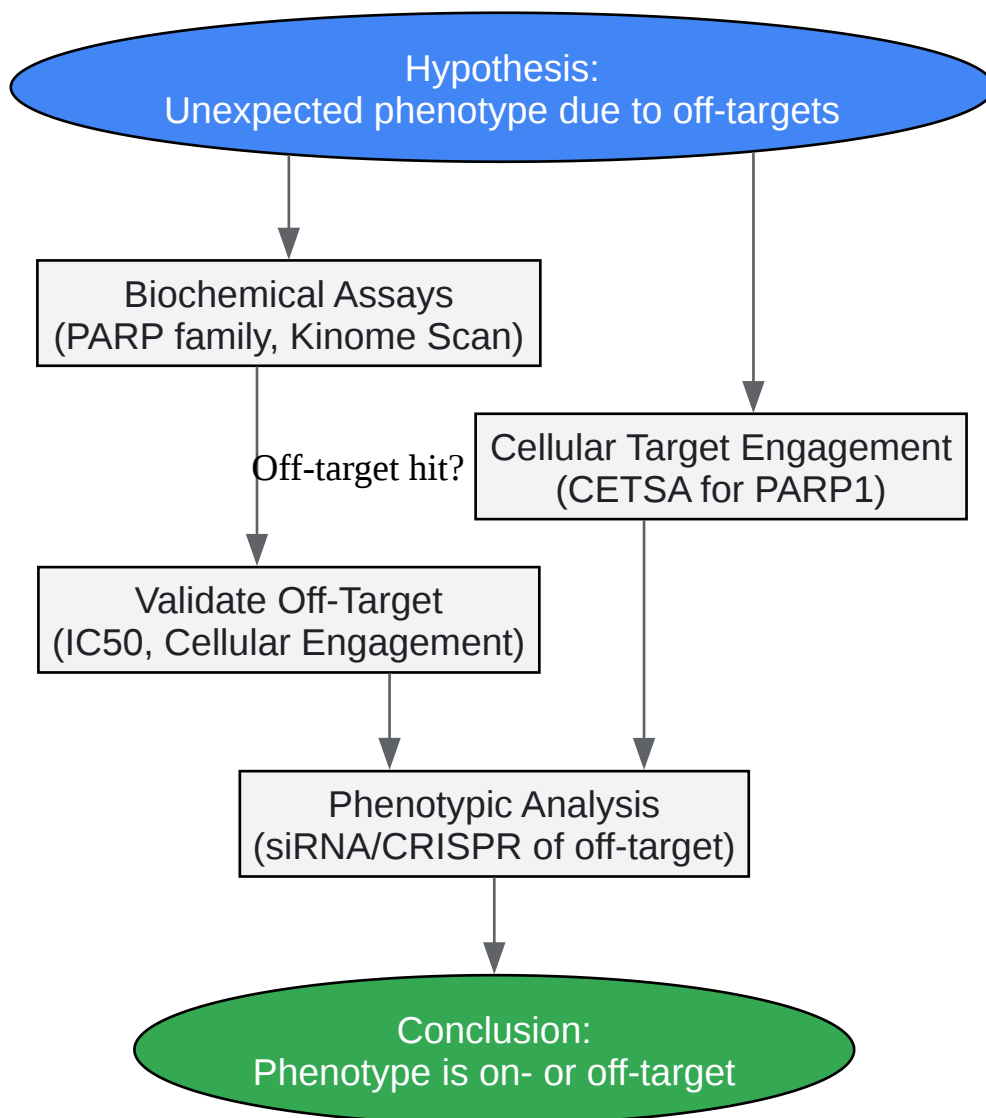 Hypothesis:
Unexpected phenotype due to off-targets
Biochemical Assays
(PARP family, Kinome Scan)
Cellular Target Engagement
(CETSA for PARP1)
Off-target hit?
Validate Off-Target
(IC50, Cellular Engagement)
Phenotypic Analysis
(siRNA/CRISPR of off-target)
Conclusion:
Phenotype is on- or off-target